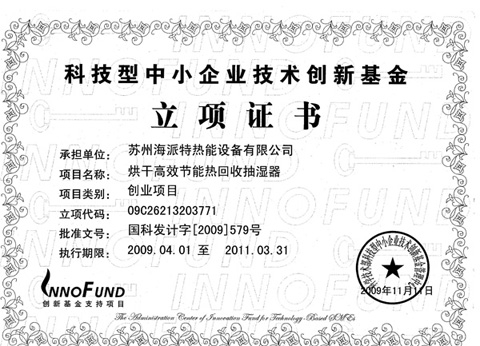 科技型中小企业技术创新基金
立项证书
承担单位: 苏州海派特热能设备有限公司
项目名称: 烘干高效节能热回收抽湿器
项目类别: 创业项目
立项代码: 09C26213203771
批准文号: 国科发计字[2009]579号
执行期限: 2009.04.01 至 2011.03.31
2009年11月11日
INNOFUND
创新基金支持项目
The Administration Center of Innovation Fund for Technology-Based SMEs